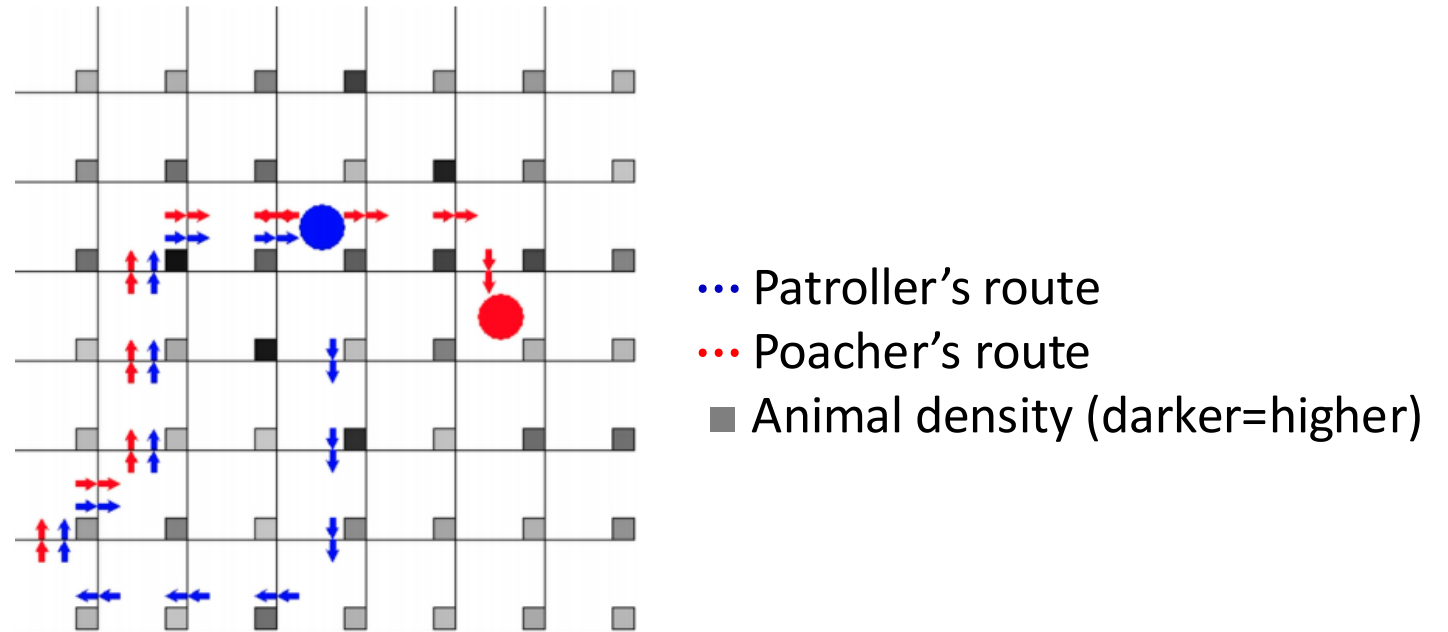 ··· Patroller’s route
··· Poacher’s route
Animal density (darker=higher)